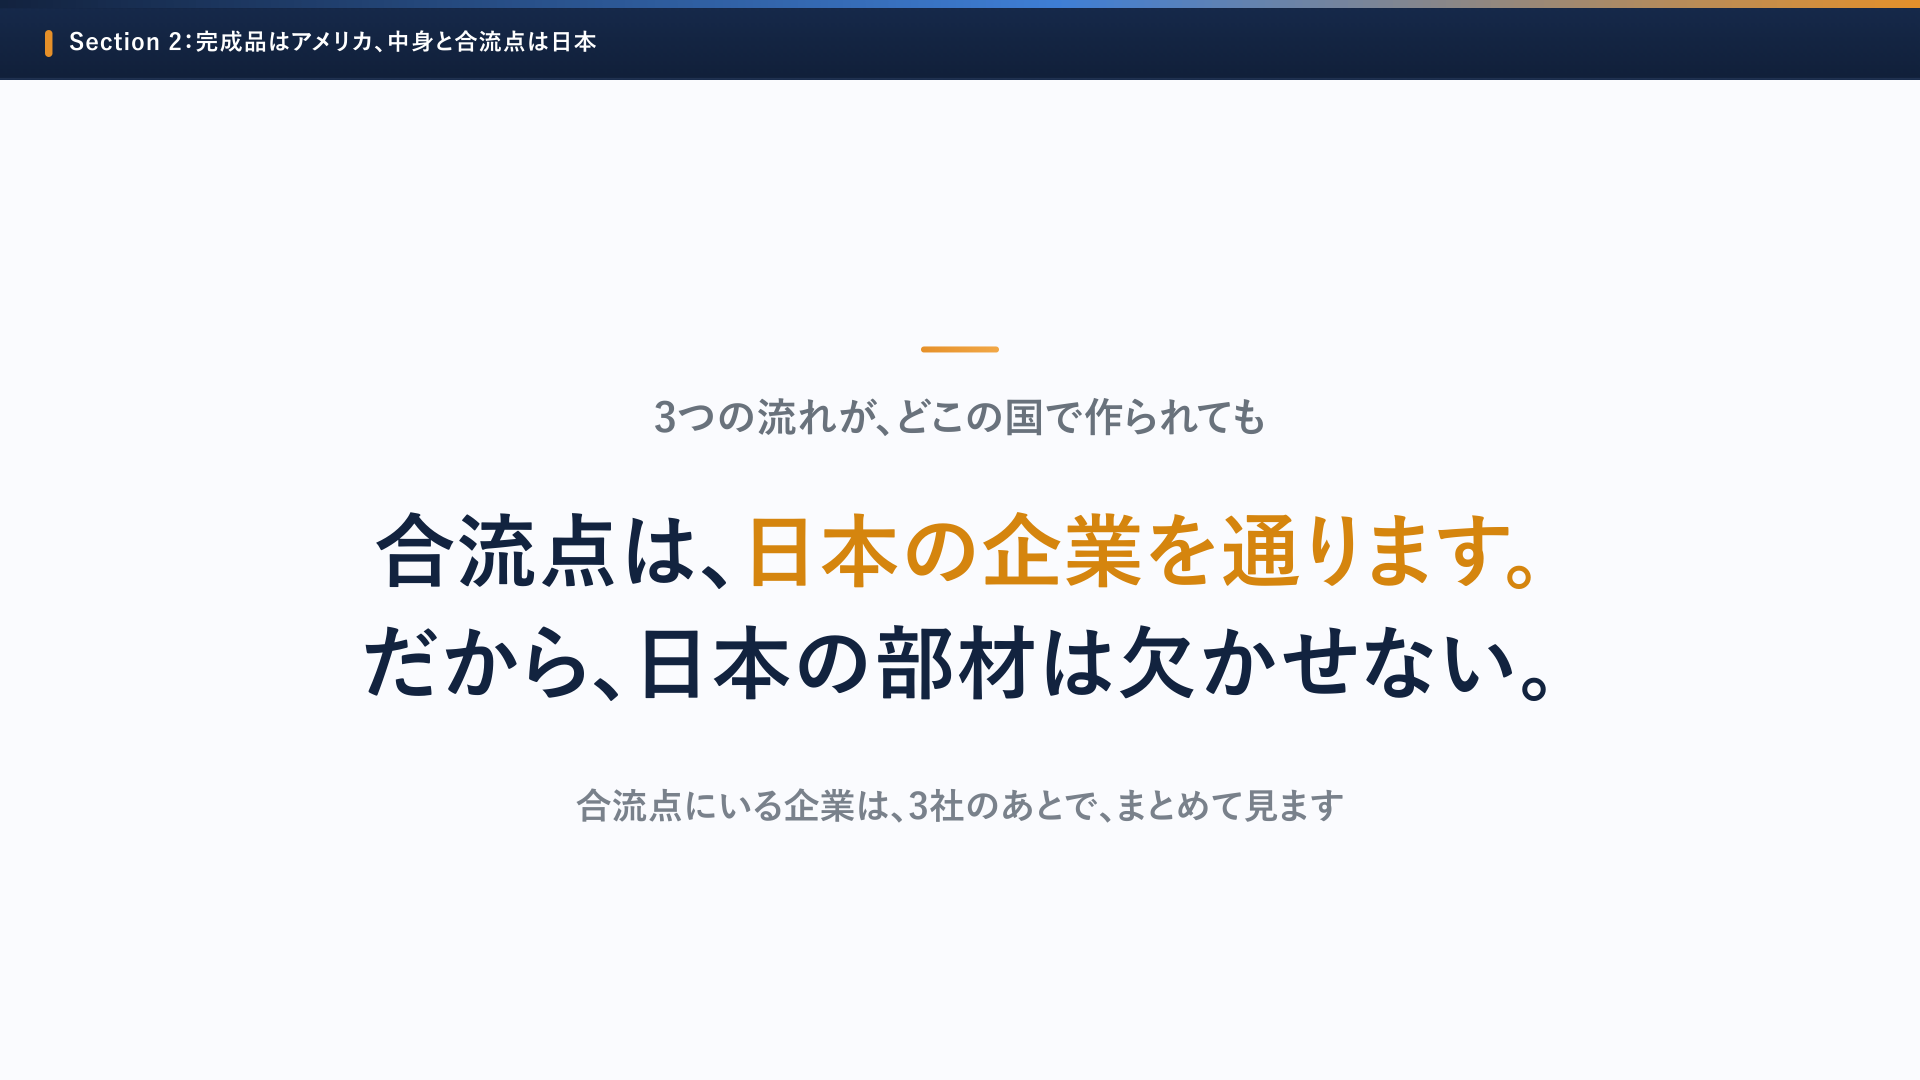 Section 2：完成品はアメリカ、中身と合流点は日本
3つの流れが、どこの国で作られても
合流点は、日本の企業を通ります。
だから、日本の部材は欠かせない。
合流点にいる企業は、3社のあとで、まとめて見ます